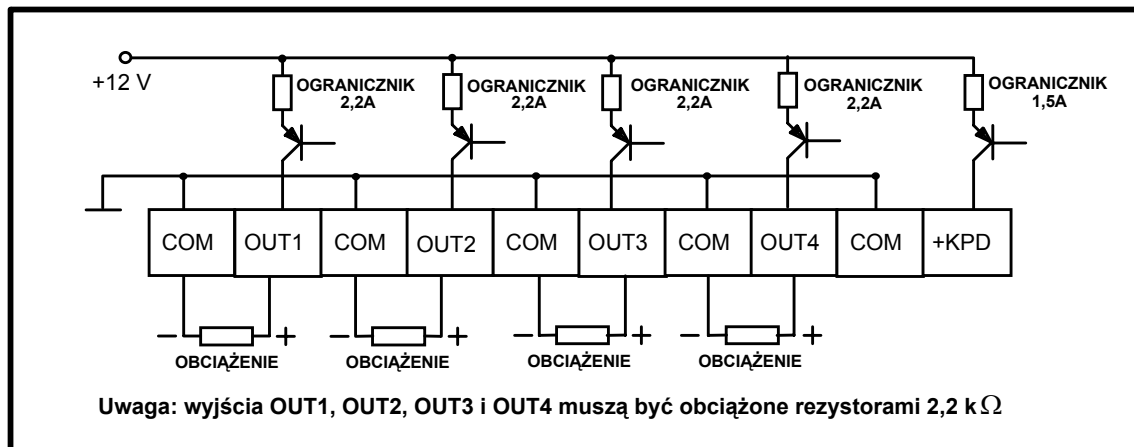 +12 V
OGRANICZNIK
2,2A
OGRANICZNIK
2,2A
OGRANICZNIK
2,2A
OGRANICZNIK
2,2A
OGRANICZNIK
1,5A
COM OUT1 COM OUT2 COM OUT3 COM OUT4 COM +KPD
− + − + − + − +
OBCIĄŻENIE OBCIĄŻENIE OBCIĄŻENIE OBCIĄŻENIE
Uwaga: wyjścia OUT1, OUT2, OUT3 i OUT4 muszą być obciążone rezystorami 2,2 kΩ